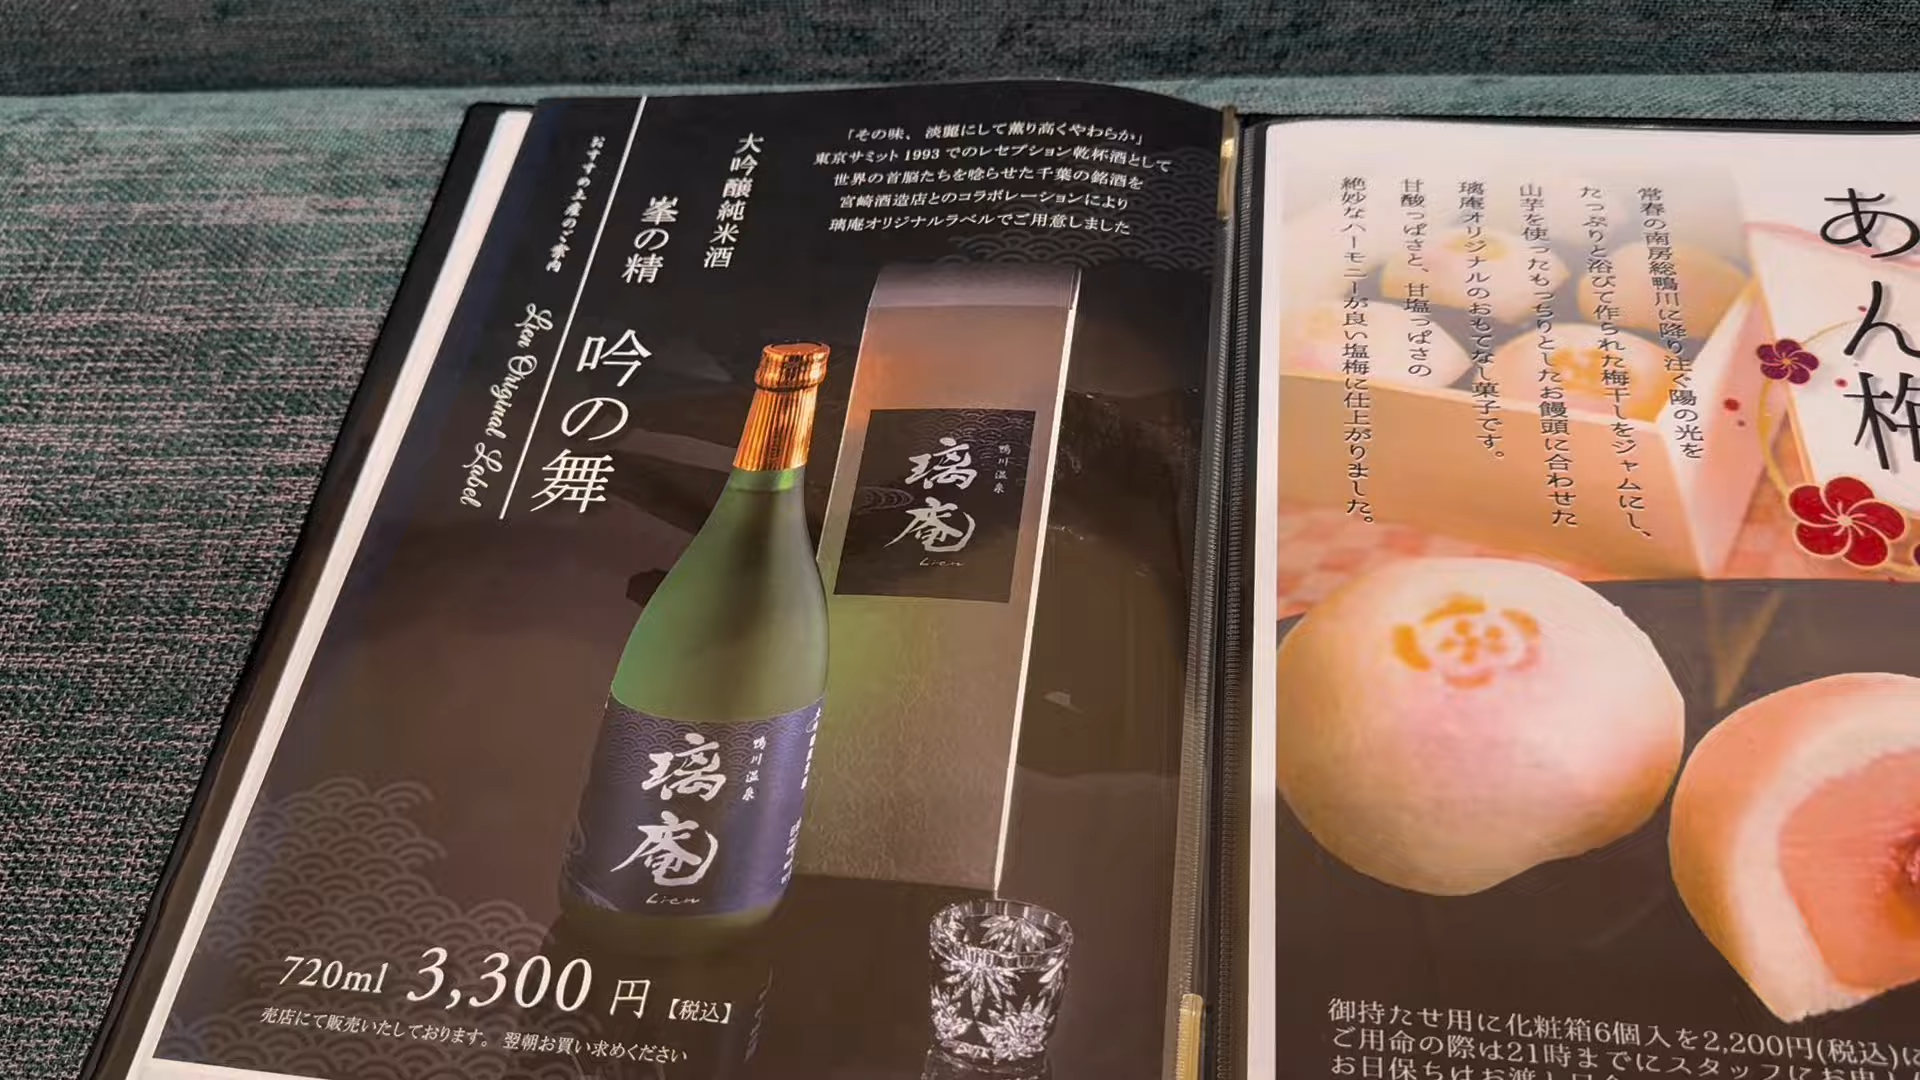 「その味、淡麗にして薫り高くやわらか」
東京サミット1993でのレセプション乾杯酒として
世界の首脳たちを唸らせた千葉の銘酒を
宮崎酒造店とのコラボレーションにより
璃庵オリジナルラベルでご用意しました
大吟醸純米酒
峯の精
吟の舞
おすすめ土産のご案内
Lien Original Label
鴨川温泉
璃庵
Lien
鴨川温泉
璃庵
Lien
720ml 3,300円【税込】
売店にて販売いたしております。翌朝お買い求めください
あん梅
常春の南房総鴨川に降り注ぐ陽の光を
たっぷりと浴びて作られた梅干しをジャムにし、
山芋を使ったもっちりとしたお饅頭に合わせた
璃庵オリジナルのおもてなし菓子です。
甘酸っぱさと、甘塩っぱさの
絶妙なハーモニーが良い塩梅に仕上がりました。
御持たせ用に化粧箱6個入を2,200円(税込)に
ご用命の際は21時までにスタッフにお申
お日保ちはお渡し日